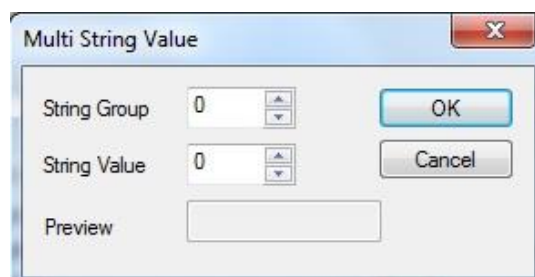 Multi String Value
String Group 0 OK
String Value 0 Cancel
Preview